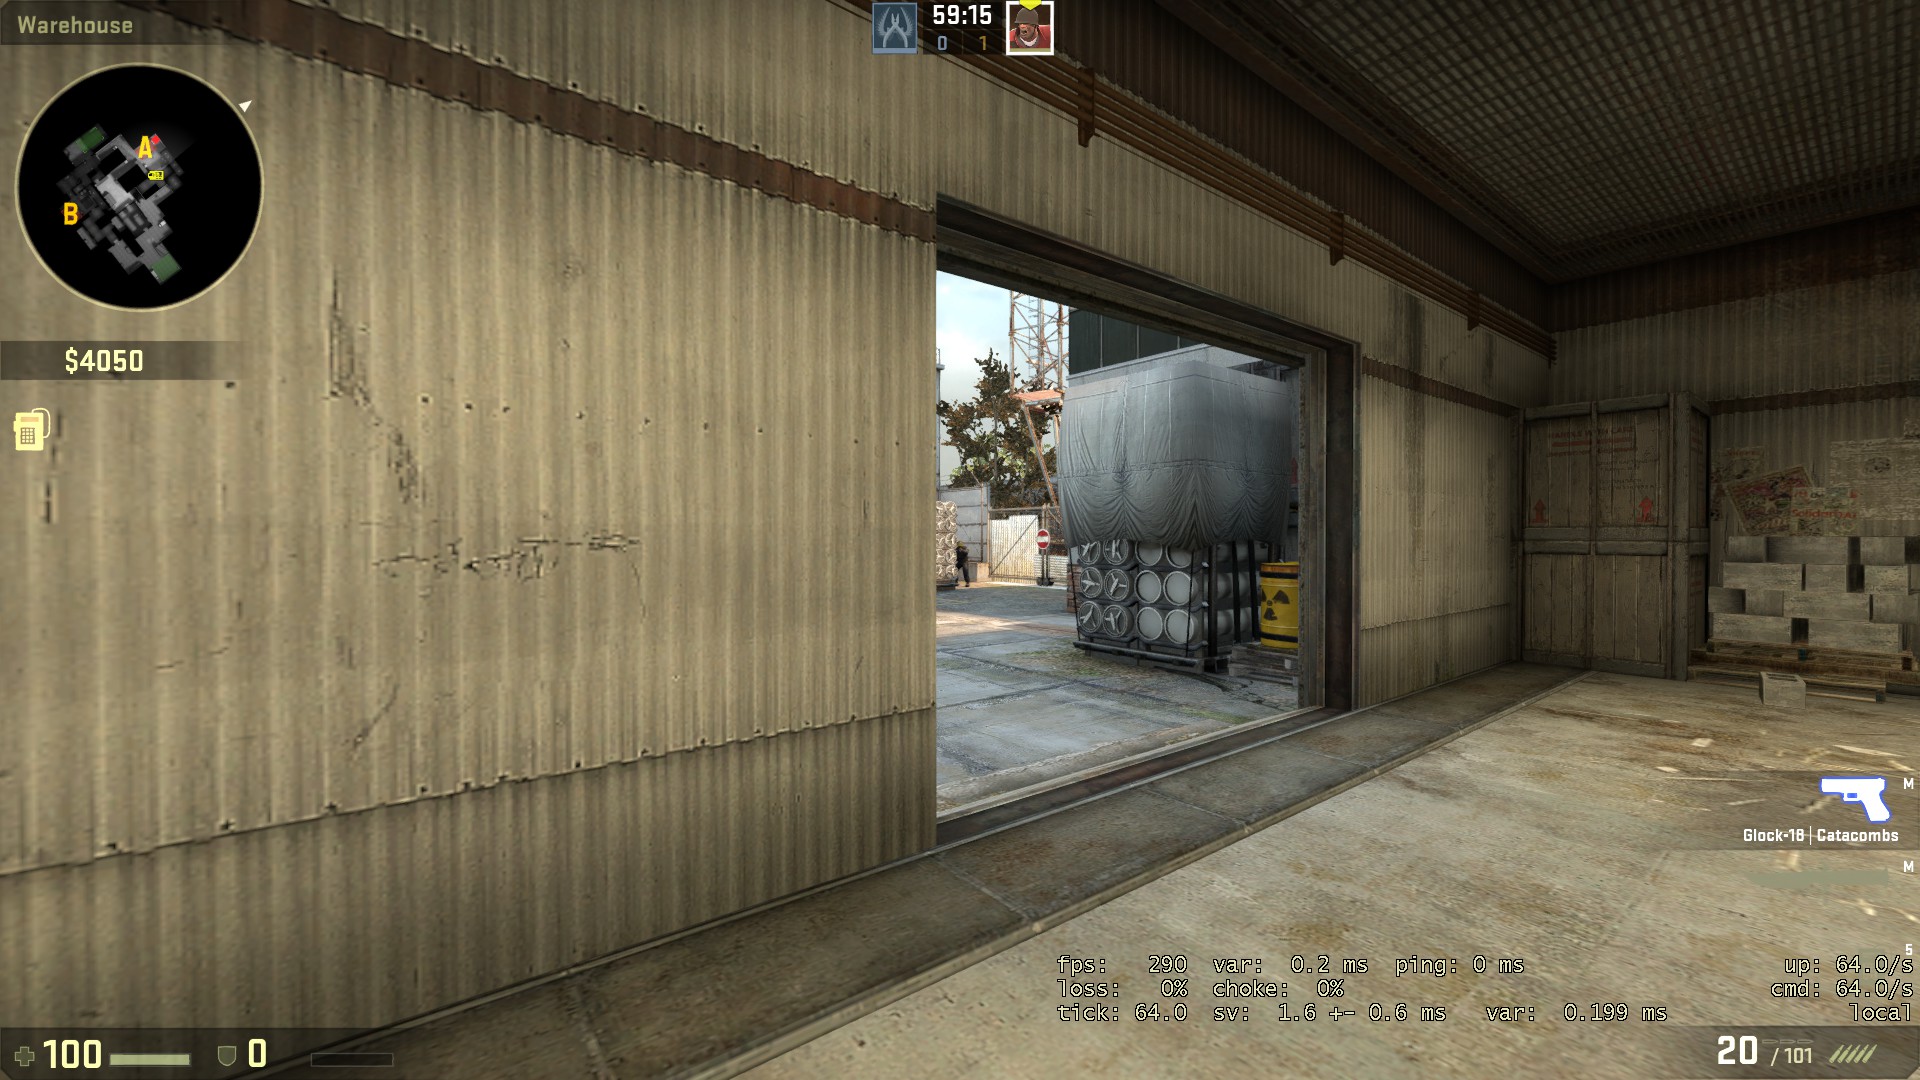 Warehouse
59:15
0 1
A
B
$4050
M
Glock-18 | Catacombs
M
5
fps: 290 var: 0.2 ms ping: 0 ms
up: 64.0/s
loss: 0% choke: 0%
cmd: 64.0/s
tick: 64.0 sv: 1.6 +- 0.6 ms var: 0.199 ms
local
100
0
20 / 101